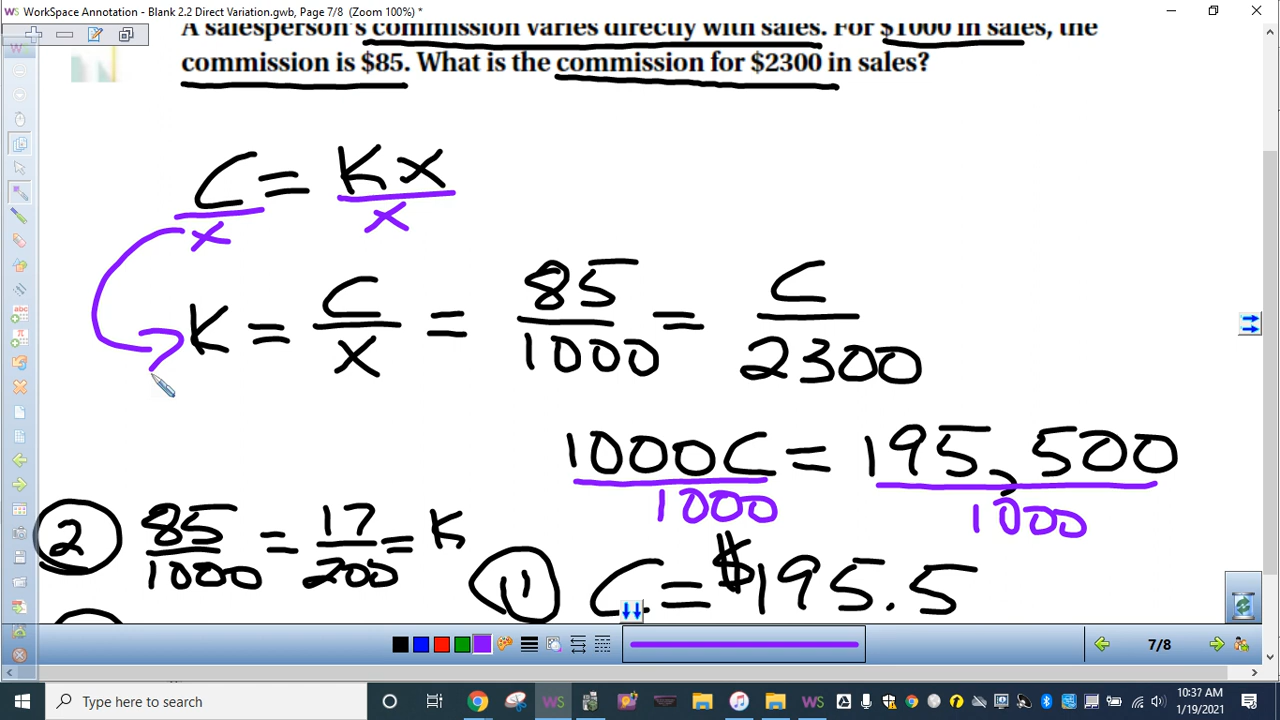 WorkSpace Annotation - Blank 2.2 Direct Variation.gwb, Page 7/8 (Zoom 100%) *
A salesperson's commission varies directly with sales. For $1000 in sales, the
commission is $85. What is the commission for $2300 in sales?
C = KX
x x
K = C/X = 85/1000 = C/2300
1000C = 195,500
1000 1000
② 85/1000 = 17/200 = K
① C = $195.5
7/8
Type here to search
10:37 AM
1/19/2021